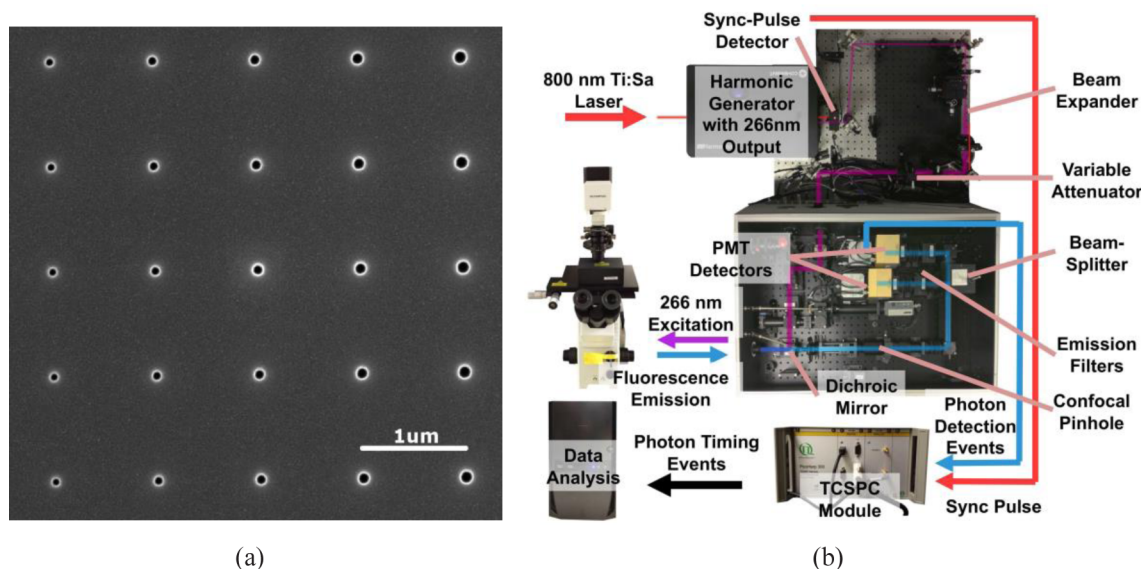 1um
(a)
Sync-Pulse
Detector
800 nm Ti:Sa
Laser
Harmonic
Generator
with 266nm
Output
Beam
Expander
Variable
Attenuator
PMT
Detectors
Beam-
Splitter
266 nm
Excitation
Fluorescence
Emission
Dichroic
Mirror
Emission
Filters
Confocal
Pinhole
Photon
Detection
Events
Data
Analysis
Photon Timing
Events
TCSPC
Module
Sync Pulse
(b)